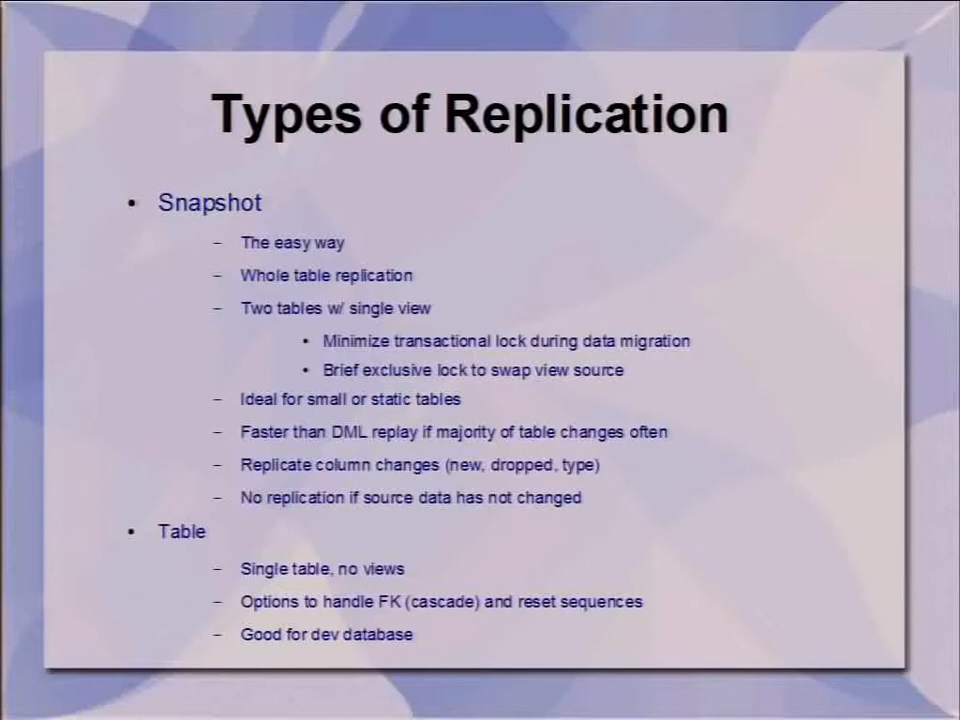 Types of Replication
• Snapshot
– The easy way
– Whole table replication
– Two tables w/ single view
• Minimize transactional lock during data migration
• Brief exclusive lock to swap view source
– Ideal for small or static tables
– Faster than DML replay if majority of table changes often
– Replicate column changes (new, dropped, type)
– No replication if source data has not changed
• Table
– Single table, no views
– Options to handle FK (cascade) and reset sequences
– Good for dev database